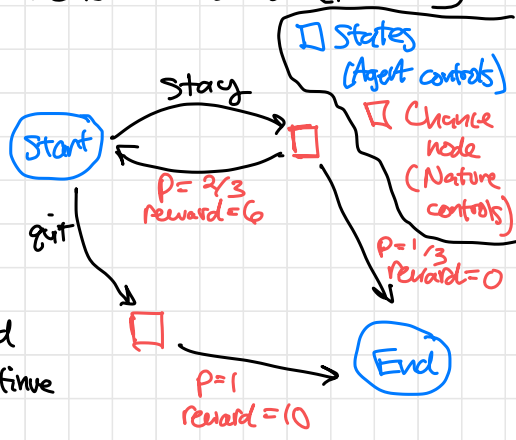 States
(Agent controls)
Chance
node
(Nature
controls)
Stay
Start
P=2/3
reward=6
quit
P=1/3
reward=0
End
P=1
reward=10